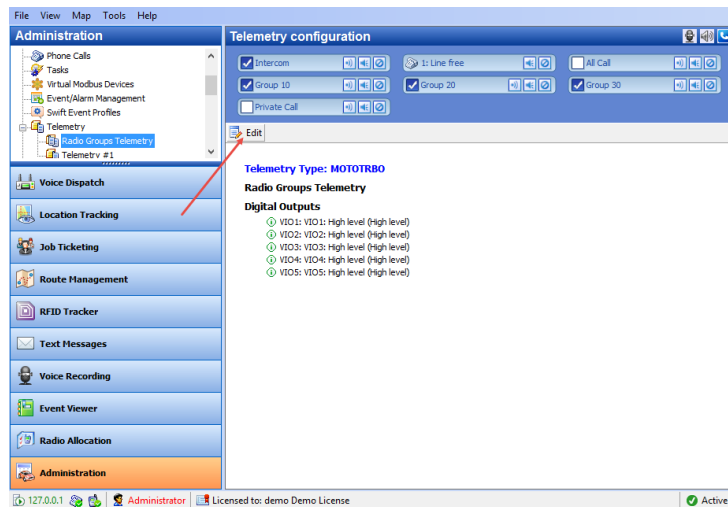 File View Map Tools Help
Administration
Telemetry configuration
Phone Calls
Tasks
Virtual Modbus Devices
Event/Alarm Management
Swift Event Profiles
Telemetry
Radio Groups Telemetry
Telemetry #1
Intercom
1: Line free
All Call
Group 10
Group 20
Group 30
Private Call
Edit
Telemetry Type: MOTOTRBO
Radio Groups Telemetry
Digital Outputs
VIO1: VIO1: High level (High level)
VIO2: VIO2: High level (High level)
VIO3: VIO3: High level (High level)
VIO4: VIO4: High level (High level)
VIO5: VIO5: High level (High level)
Voice Dispatch
Location Tracking
Job Ticketing
Route Management
RFID Tracker
Text Messages
Voice Recording
Event Viewer
Radio Allocation
Administration
127.0.0.1 Administrator Licensed to: demo Demo License Active